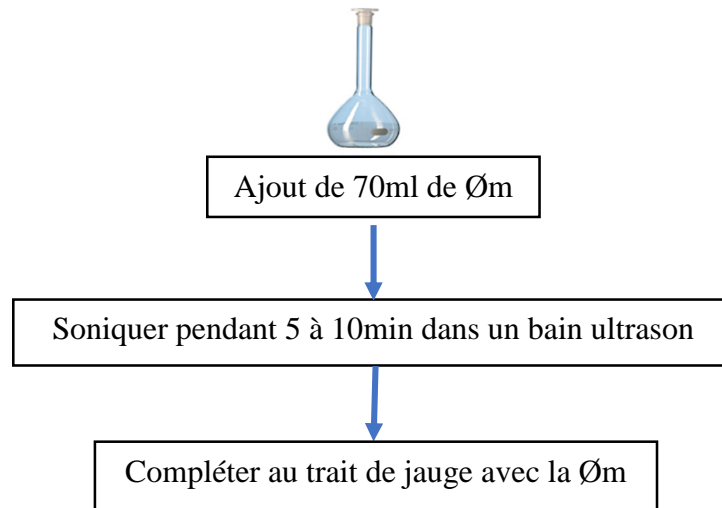 Ajout de 70ml de Øm
Soniquer pendant 5 à 10min dans un bain ultrason
Compléter au trait de jauge avec la Øm